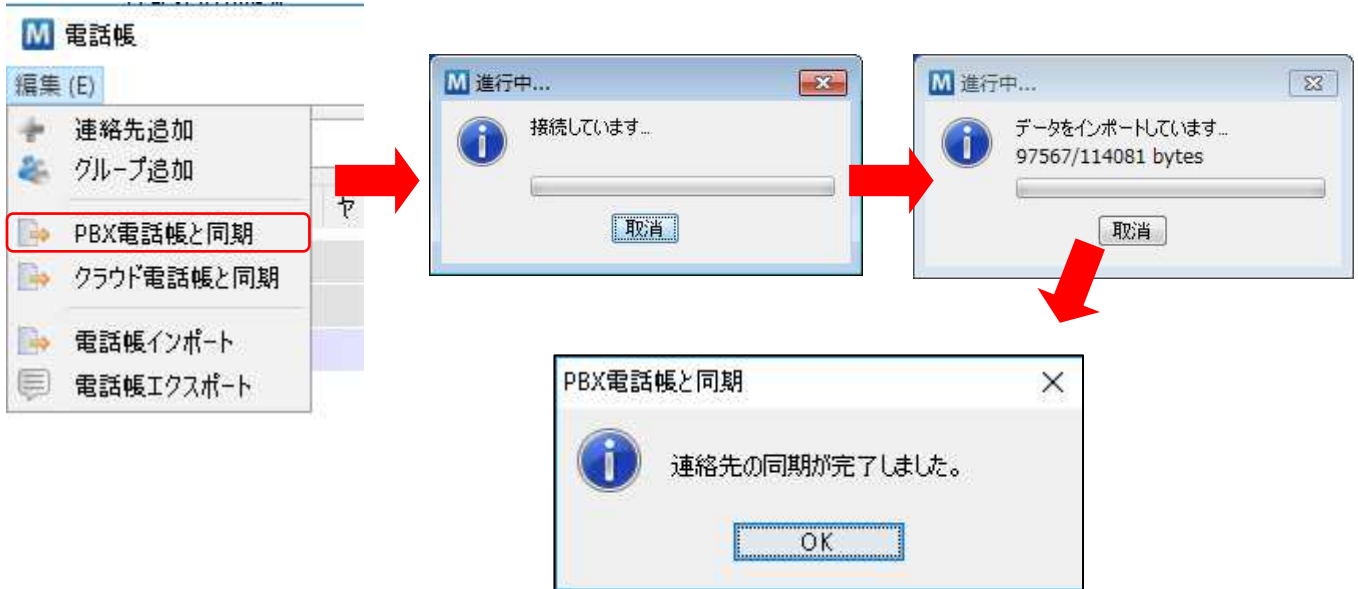 電話帳
編集 (E)
連絡先追加
グループ追加
ヤ
PBX電話帳と同期
クラウド電話帳と同期
電話帳インポート
電話帳エクスポート
進行中...
接続しています...
取消
進行中...
データをインポートしています...
97567/114081 bytes
取消
PBX電話帳と同期
連絡先の同期が完了しました。
OK